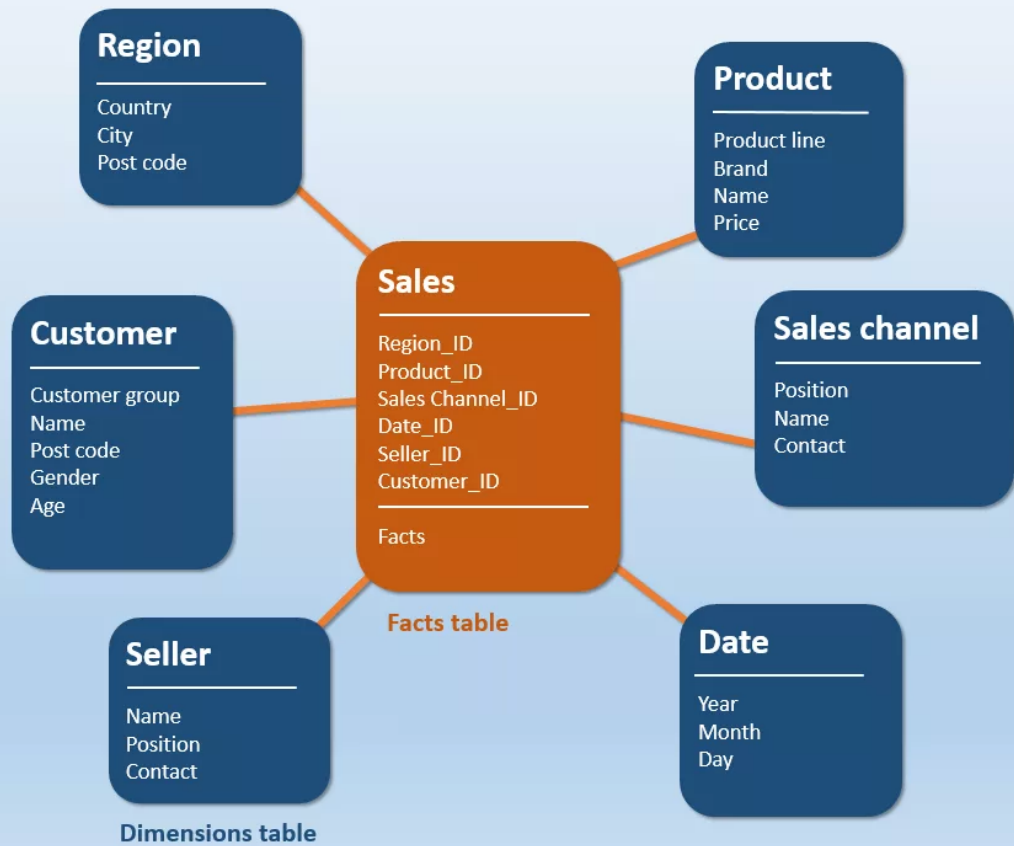 Region
Country
City
Post code
Product
Product line
Brand
Name
Price
Sales
Region_ID
Product_ID
Sales Channel_ID
Date_ID
Seller_ID
Customer_ID
Facts
Facts table
Customer
Customer group
Name
Post code
Gender
Age
Sales channel
Position
Name
Contact
Seller
Name
Position
Contact
Dimensions table
Date
Year
Month
Day